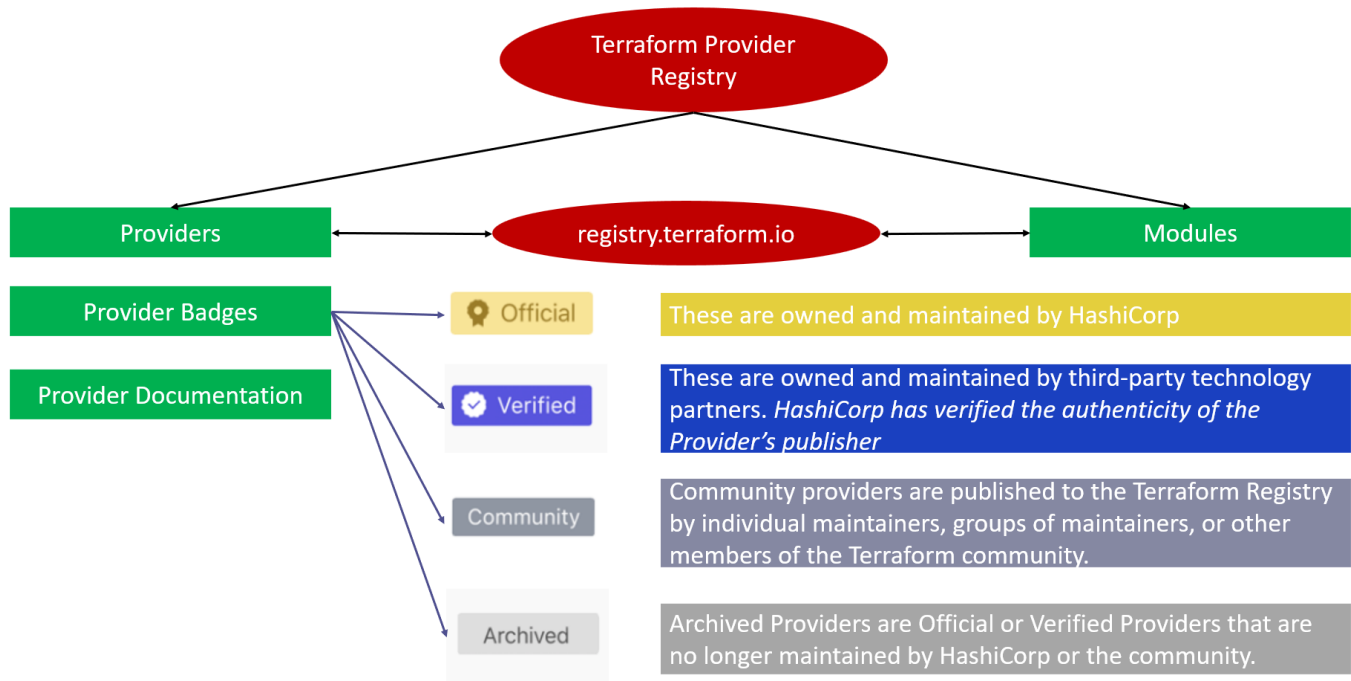 Terraform Provider
Registry
Providers
registry.terraform.io
Modules
Provider Badges
Official
These are owned and maintained by HashiCorp
Provider Documentation
Verified
These are owned and maintained by third-party technology
partners. HashiCorp has verified the authenticity of the
Provider’s publisher
Community
Community providers are published to the Terraform Registry
by individual maintainers, groups of maintainers, or other
members of the Terraform community.
Archived
Archived Providers are Official or Verified Providers that are
no longer maintained by HashiCorp or the community.